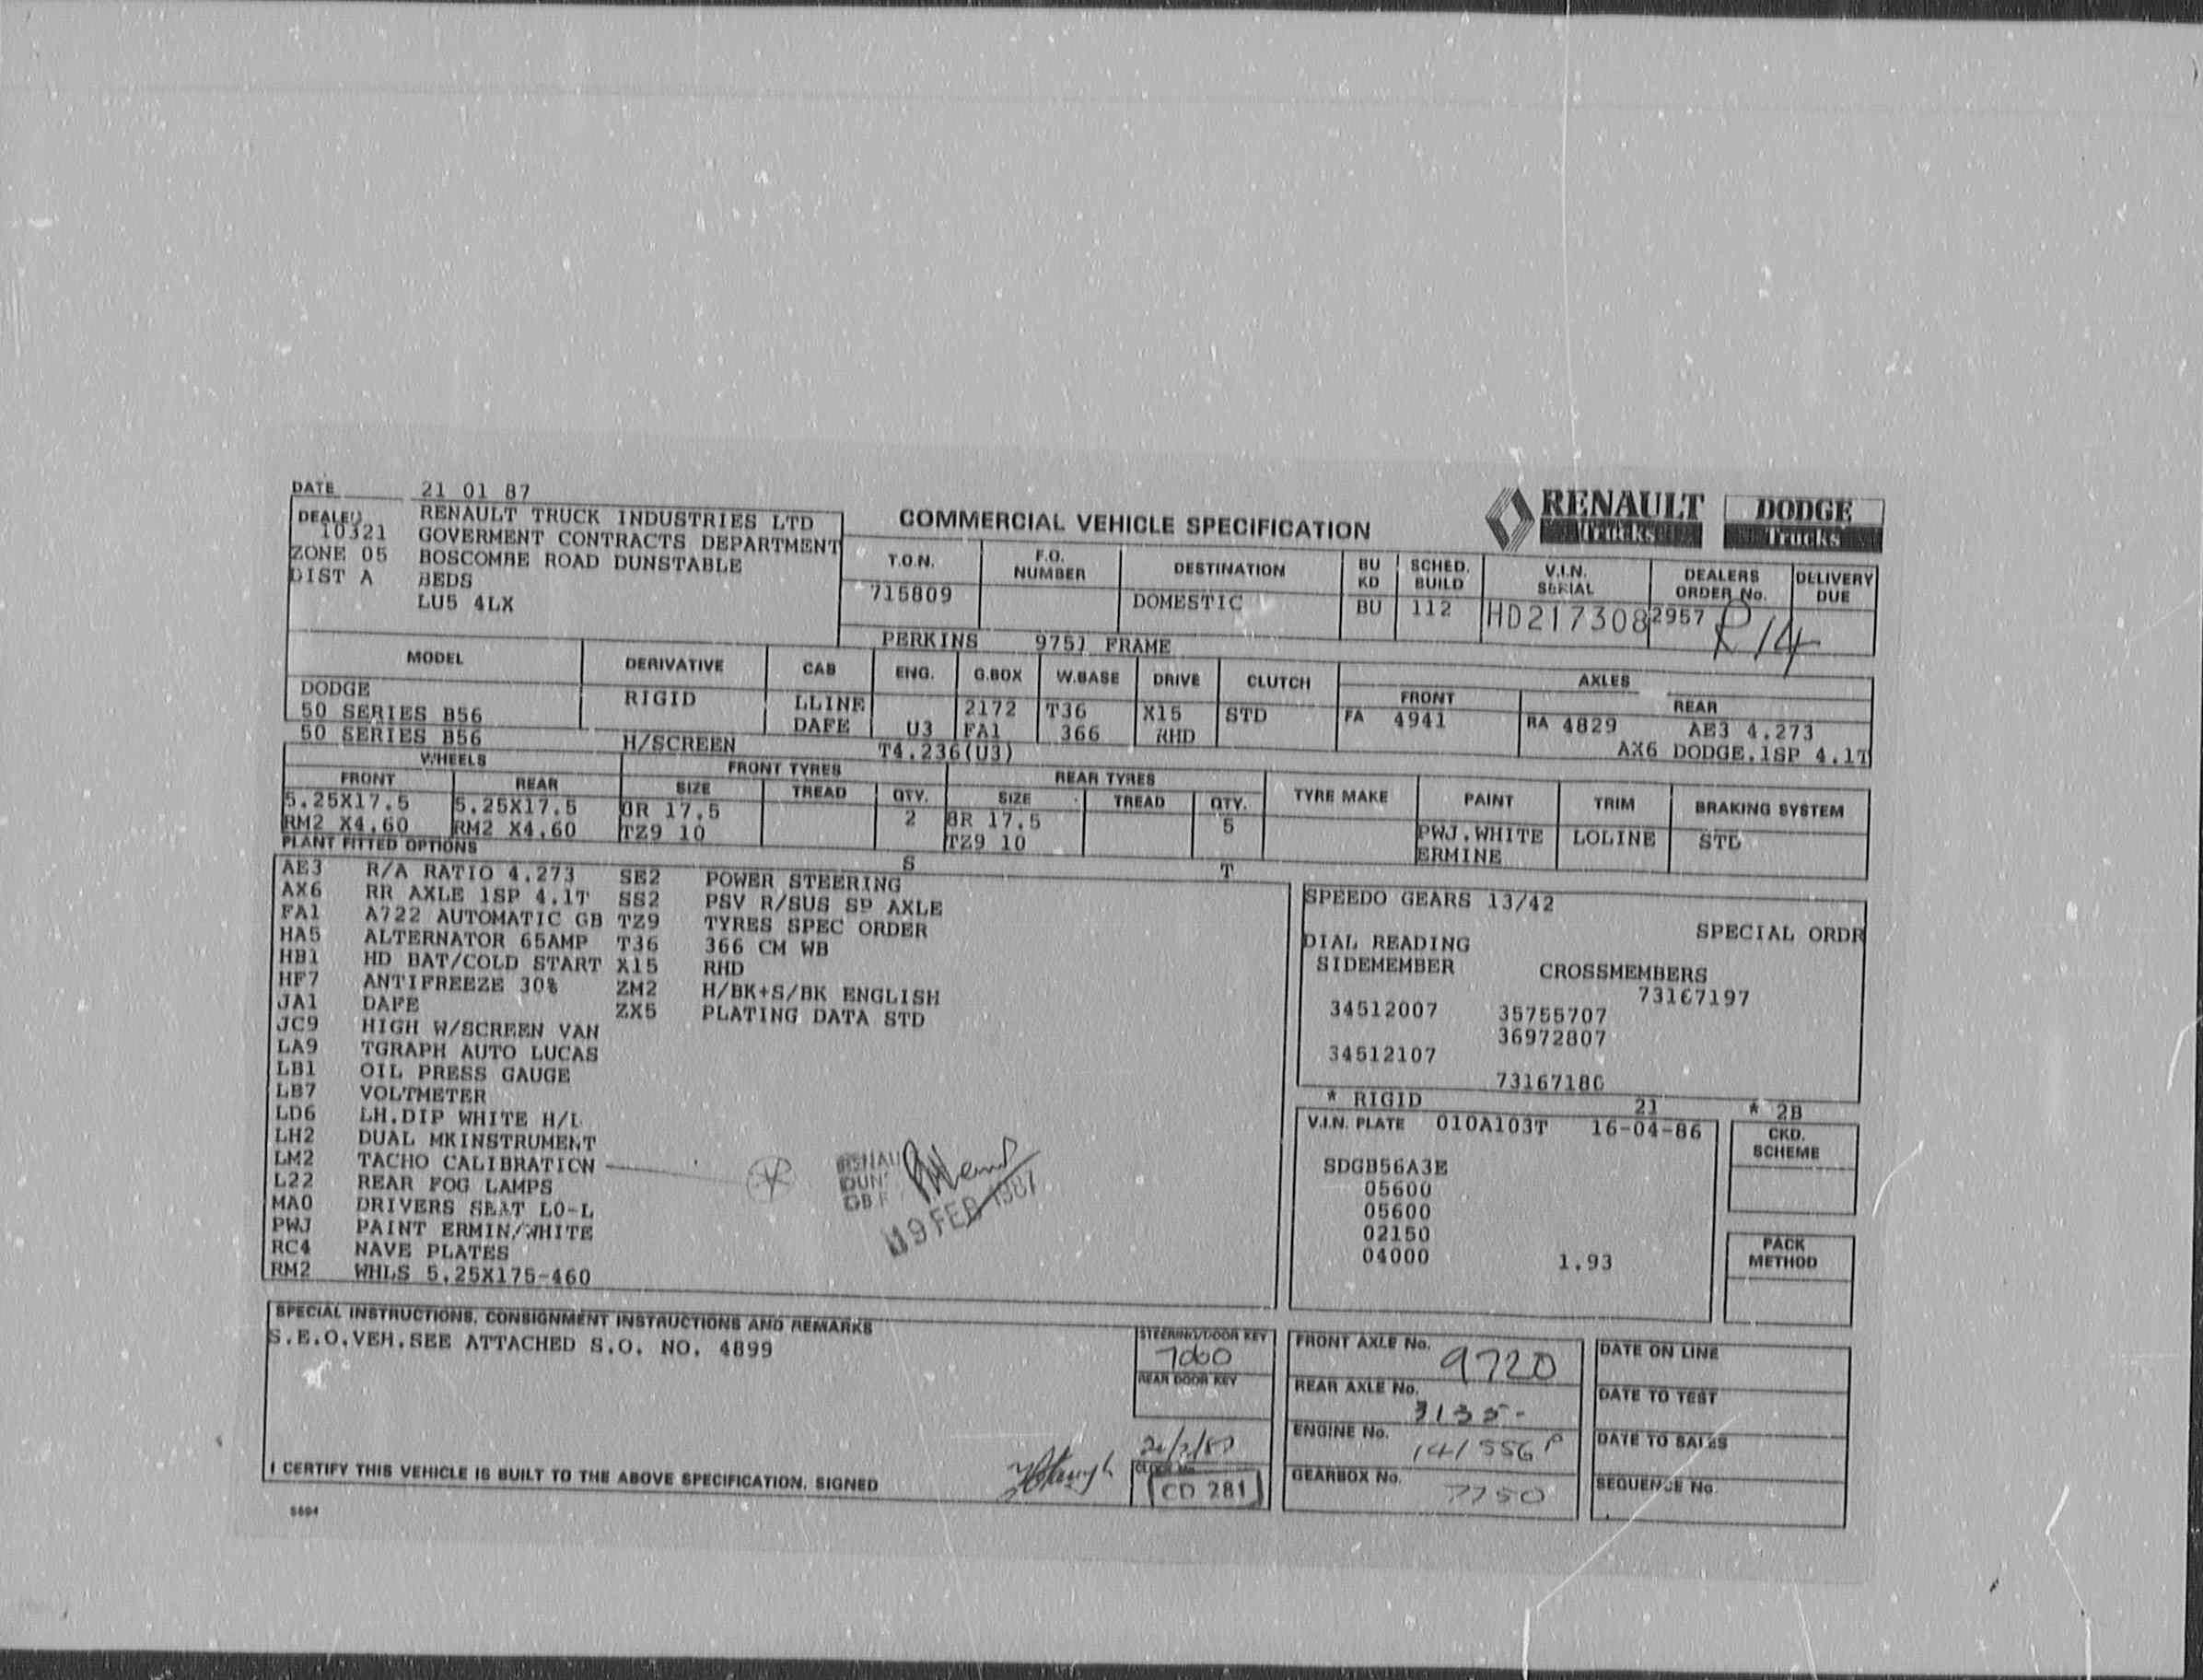 DATE 21 01 87
RENAULT Trucks DODGE Trucks
COMMERCIAL VEHICLE SPECIFICATION
DEALER 10321 RENAULT TRUCK INDUSTRIES LTD
GOVERMENT CONTRACTS DEPARTMENT
ZONE 05 BOSCOMBE ROAD DUNSTABLE
DIST A BEDS
LU5 4LX
T.O.N. F.O. NUMBER DESTINATION BU KD SCHED. BUILD V.I.N. SERIAL DEALERS ORDER No. DELIVERY DUE
715809 DOMESTIC BU 112 HD217308 2957 R14
PERKINS 9751 FRAME
MODEL DERIVATIVE CAB ENG. G.BOX W.BASE DRIVE CLUTCH AXLES
FRONT REAR
DODGE RIGID LLINE 2172 T36 X15 STD FA 4941 RA 4829 AE3 4.273
50 SERIES B56 DAFE U3 FA1 366 RHD AX6 DODGE.1SP 4.1T
50 SERIES B56 H/SCREEN T4.236(U3)
WHEELS FRONT TYRES REAR TYRES
FRONT REAR SIZE TREAD QTY. SIZE TREAD QTY. TYRE MAKE PAINT TRIM BRAKING SYSTEM
5.25X17.5 5.25X17.5 8R 17.5 2 8R 17.5 5 PWJ.WHITE LOLINE STD
RM2 X4.60 RM2 X4.60 TZ9 10 TZ9 10 ERMINE
PLANT FITTED OPTIONS S T
AE3 R/A RATIO 4.273 SE2 POWER STEERING
AX6 RR AXLE 1SP 4.1T SS2 PSV R/SUS SP AXLE
FA1 A722 AUTOMATIC GB TZ9 TYRES SPEC ORDER
HA5 ALTERNATOR 65AMP T36 366 CM WB
HB1 HD BAT/COLD START X15 RHD
HF7 ANTIFREEZE 30% ZM2 H/BK+S/BK ENGLISH
JA1 DAFE ZX5 PLATING DATA STD
JC9 HIGH W/SCREEN VAN
LA9 TGRAPH AUTO LUCAS
LB1 OIL PRESS GAUGE
LB7 VOLTMETER
LD6 LH.DIP WHITE H/L
LH2 DUAL MKINSTRUMENT
LM2 TACHO CALIBRATION
L22 REAR FOG LAMPS
MA0 DRIVERS SEAT LO-L
PWJ PAINT ERMIN/WHITE
RC4 NAVE PLATES
RM2 WHLS 5.25X175-460
19 FEB 1987
SPEEDO GEARS 13/42
SPECIAL ORDR
DIAL READING
SIDEMEMBER CROSSMEMBERS
73167197
34512007 35755707
36972807
34512107
73167180
* RIGID 21 * 2B
V.I.N. PLATE 010A103T 16-04-86
CKD. SCHEME
SDGB56A3E
05600
05600
02150
04000 1.93
PACK METHOD
SPECIAL INSTRUCTIONS, CONSIGNMENT INSTRUCTIONS AND REMARKS
S.E.O.VEH.SEE ATTACHED S.O. NO. 4899
STEERING/DOOR KEY
REAR DOOR KEY
CD 281
FRONT AXLE No. 9720
REAR AXLE No. 3135-
ENGINE No. 141556P
GEARBOX No. 7750
DATE ON LINE
DATE TO TEST
DATE TO SALES
SEQUENCE No.
I CERTIFY THIS VEHICLE IS BUILT TO THE ABOVE SPECIFICATION. SIGNED